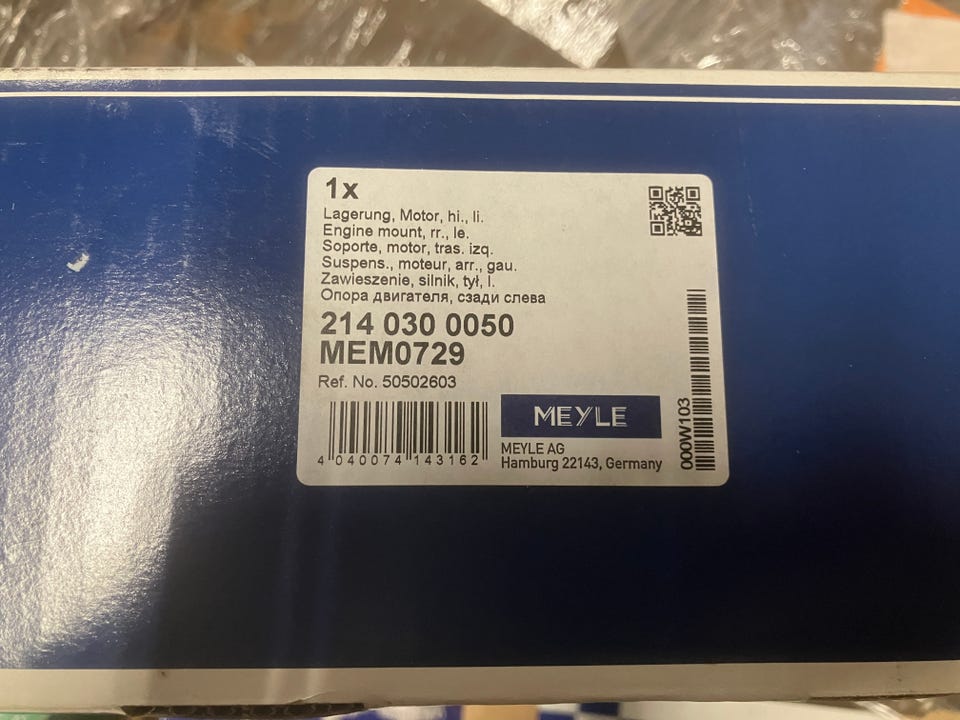 1x
Lagerung, Motor, hi., li.
Engine mount, rr., le.
Soporte, motor, tras. izq.
Suspens., moteur, arr., gau.
Zawieszenie, silnik, tył, l.
Опора двигателя, сзади слева
214 030 0050
MEM0729
Ref. No. 50502603
4 040074 143162
MEYLE
MEYLE AG
Hamburg 22143, Germany
000W103